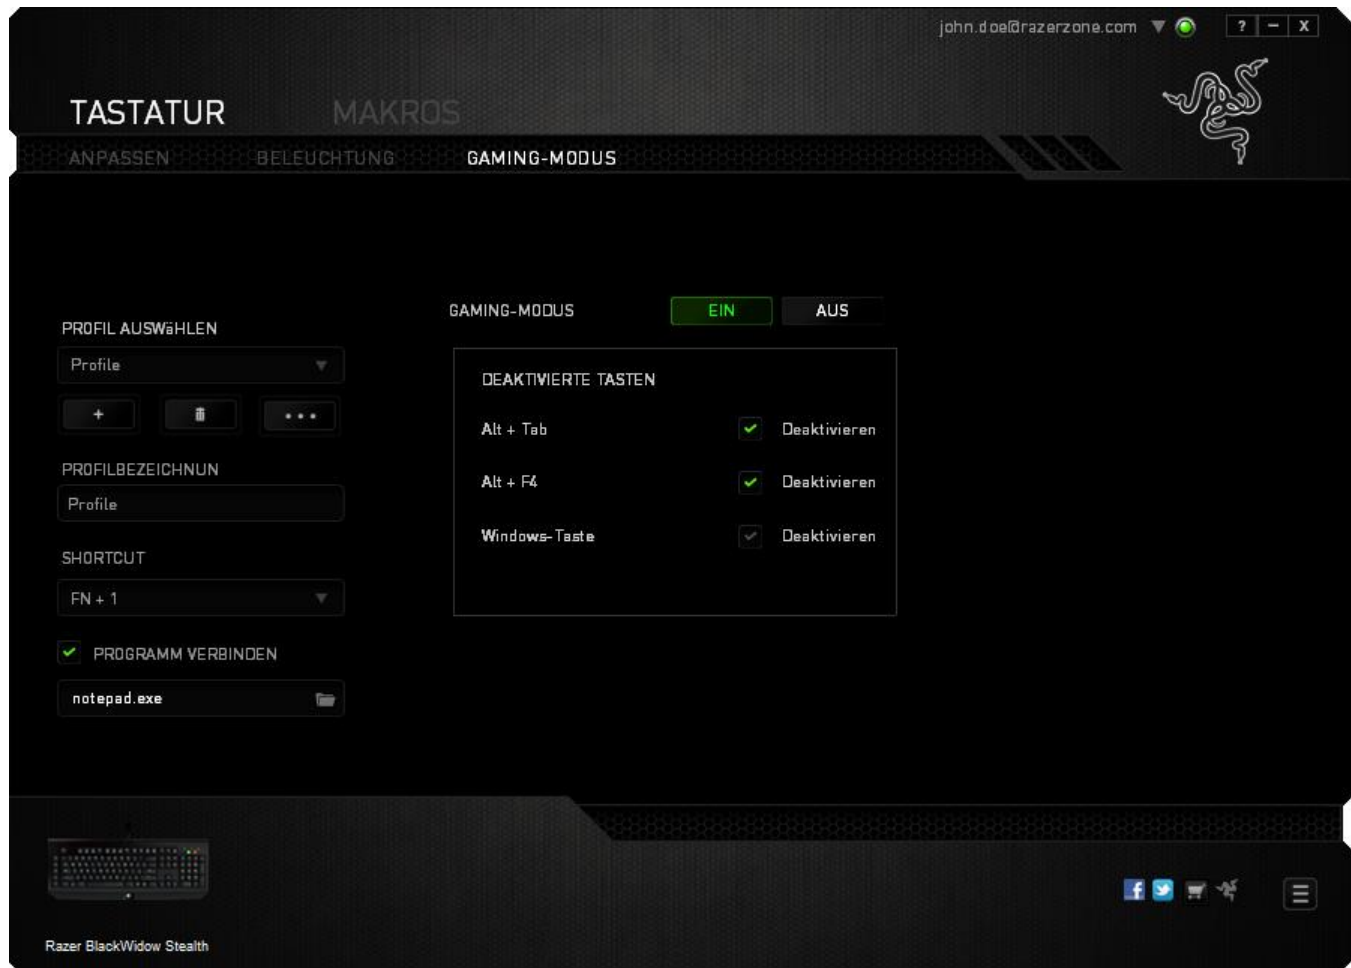 john.doe@razerzone.com
? – X
TASTATUR MAKROS
ANPASSEN BELEUCHTUNG GAMING-MODUS
GAMING-MODUS EIN AUS
PROFIL AUSWäHLEN
Profile
+
DEAKTIVIERTE TASTEN
Alt + Tab Deaktivieren
PROFILBEZEICHNUN
Profile
Alt + F4 Deaktivieren
Windows-Taste Deaktivieren
SHORTCUT
FN + 1
PROGRAMM VERBINDEN
notepad.exe
Razer BlackWidow Stealth